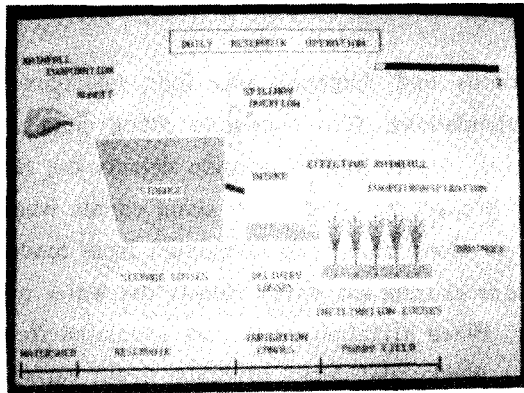 DAILY RESERVOIR OPERATION
RAINFALL
EVAPORATION
RUNOFF
SPILLWAY
OVERFLOW
EFFECTIVE RAINFALL
INTAKE
STORAGE
EVAPOTRANSPIRATION
DRAINAGE
SEEPAGE LOSSES
DELIVERY
LOSSES
PERCOLATION LOSSES
WATERSHED
RESERVOIR
IRRIGATION
CANALS
PADDY FIELD